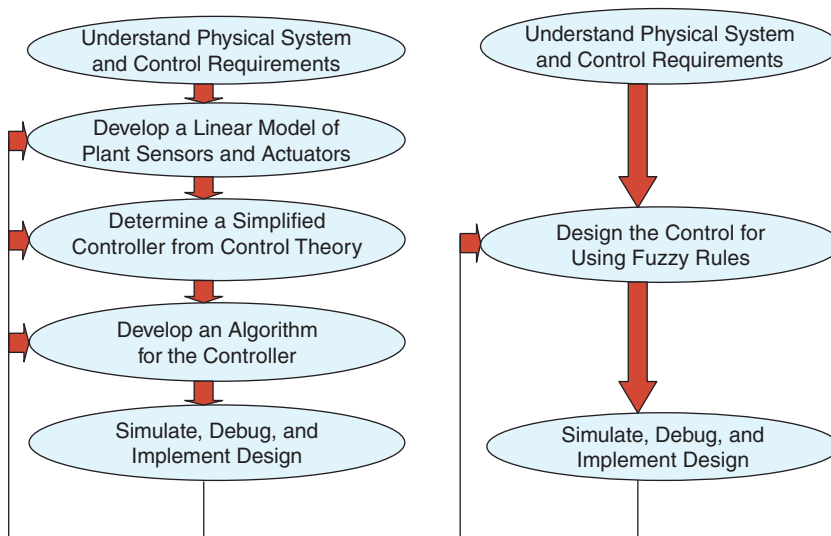 Understand Physical System
and Control Requirements
Develop a Linear Model of
Plant Sensors and Actuators
Determine a Simplified
Controller from Control Theory
Develop an Algorithm
for the Controller
Simulate, Debug, and
Implement Design
Understand Physical System
and Control Requirements
Design the Control for
Using Fuzzy Rules
Simulate, Debug, and
Implement Design